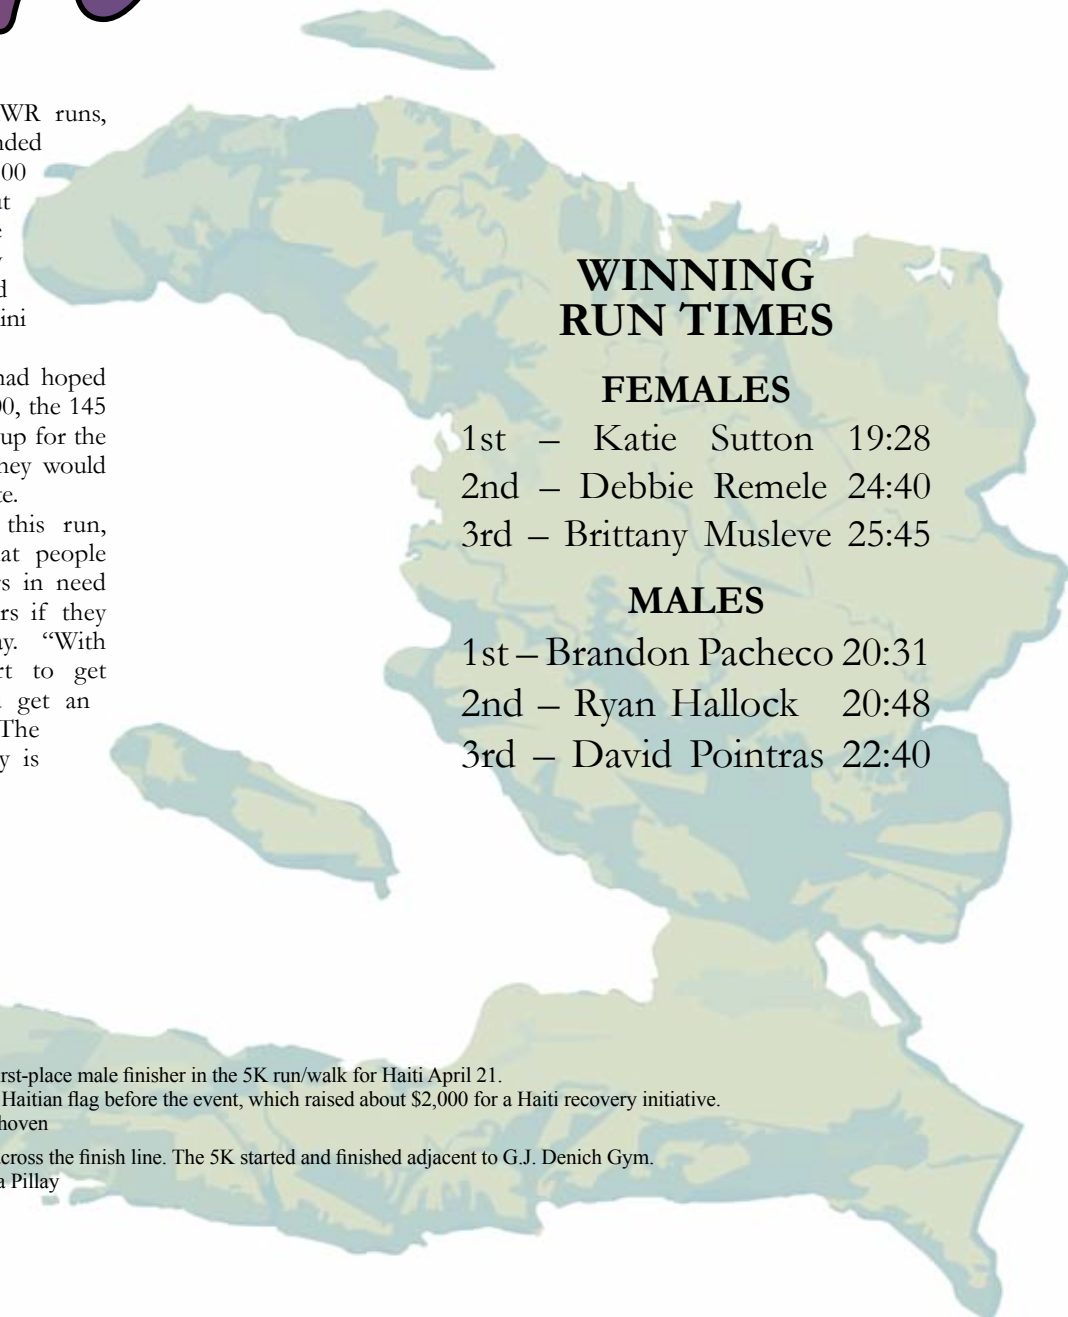 WR runs,
nded
00
ini
had hoped
00, the 145
up for the
they would
te.
this run,
at people
rs in need
rs if they
ay. “With
rt to get
get an
The
y is
WINNING
RUN TIMES
FEMALES
1st – Katie Sutton 19:28
2nd – Debbie Remele 24:40
3rd – Brittany Musleve 25:45
MALES
1st – Brandon Pacheco 20:31
2nd – Ryan Hallock 20:48
3rd – David Pointras 22:40
rst-place male finisher in the 5K run/walk for Haiti April 21.
Haitian flag before the event, which raised about $2,000 for a Haiti recovery initiative.
hoven
cross the finish line. The 5K started and finished adjacent to G.J. Denich Gym.
a Pillay